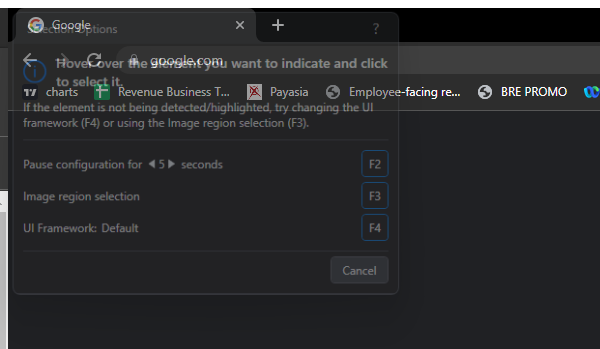 Selection Options
?
Google
google.com
Hover over the element you want to indicate and click
to select it.
charts
Revenue Business T...
Payasia
Employee-facing re...
BRE PROMO
If the element is not being detected/highlighted, try changing the UI
framework (F4) or using the Image region selection (F3).
Pause configuration for 5 seconds
F2
Image region selection
F3
UI Framework: Default
F4
Cancel